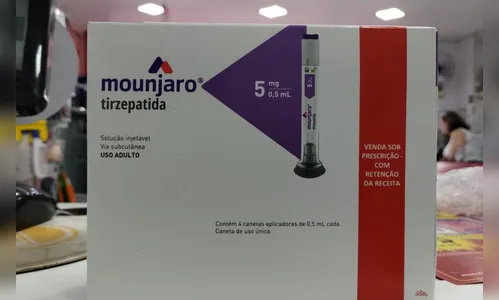 mounjaro®
tirzepatida
5 mg
0,5 mL
Solução injetável
Via subcutânea
USO ADULTO
VENDA SOB
PRESCRIÇÃO -
COM
RETENÇÃO
DA RECEITA
Contém 4 canetas aplicadoras de 0,5 mL cada
Caneta de uso único.